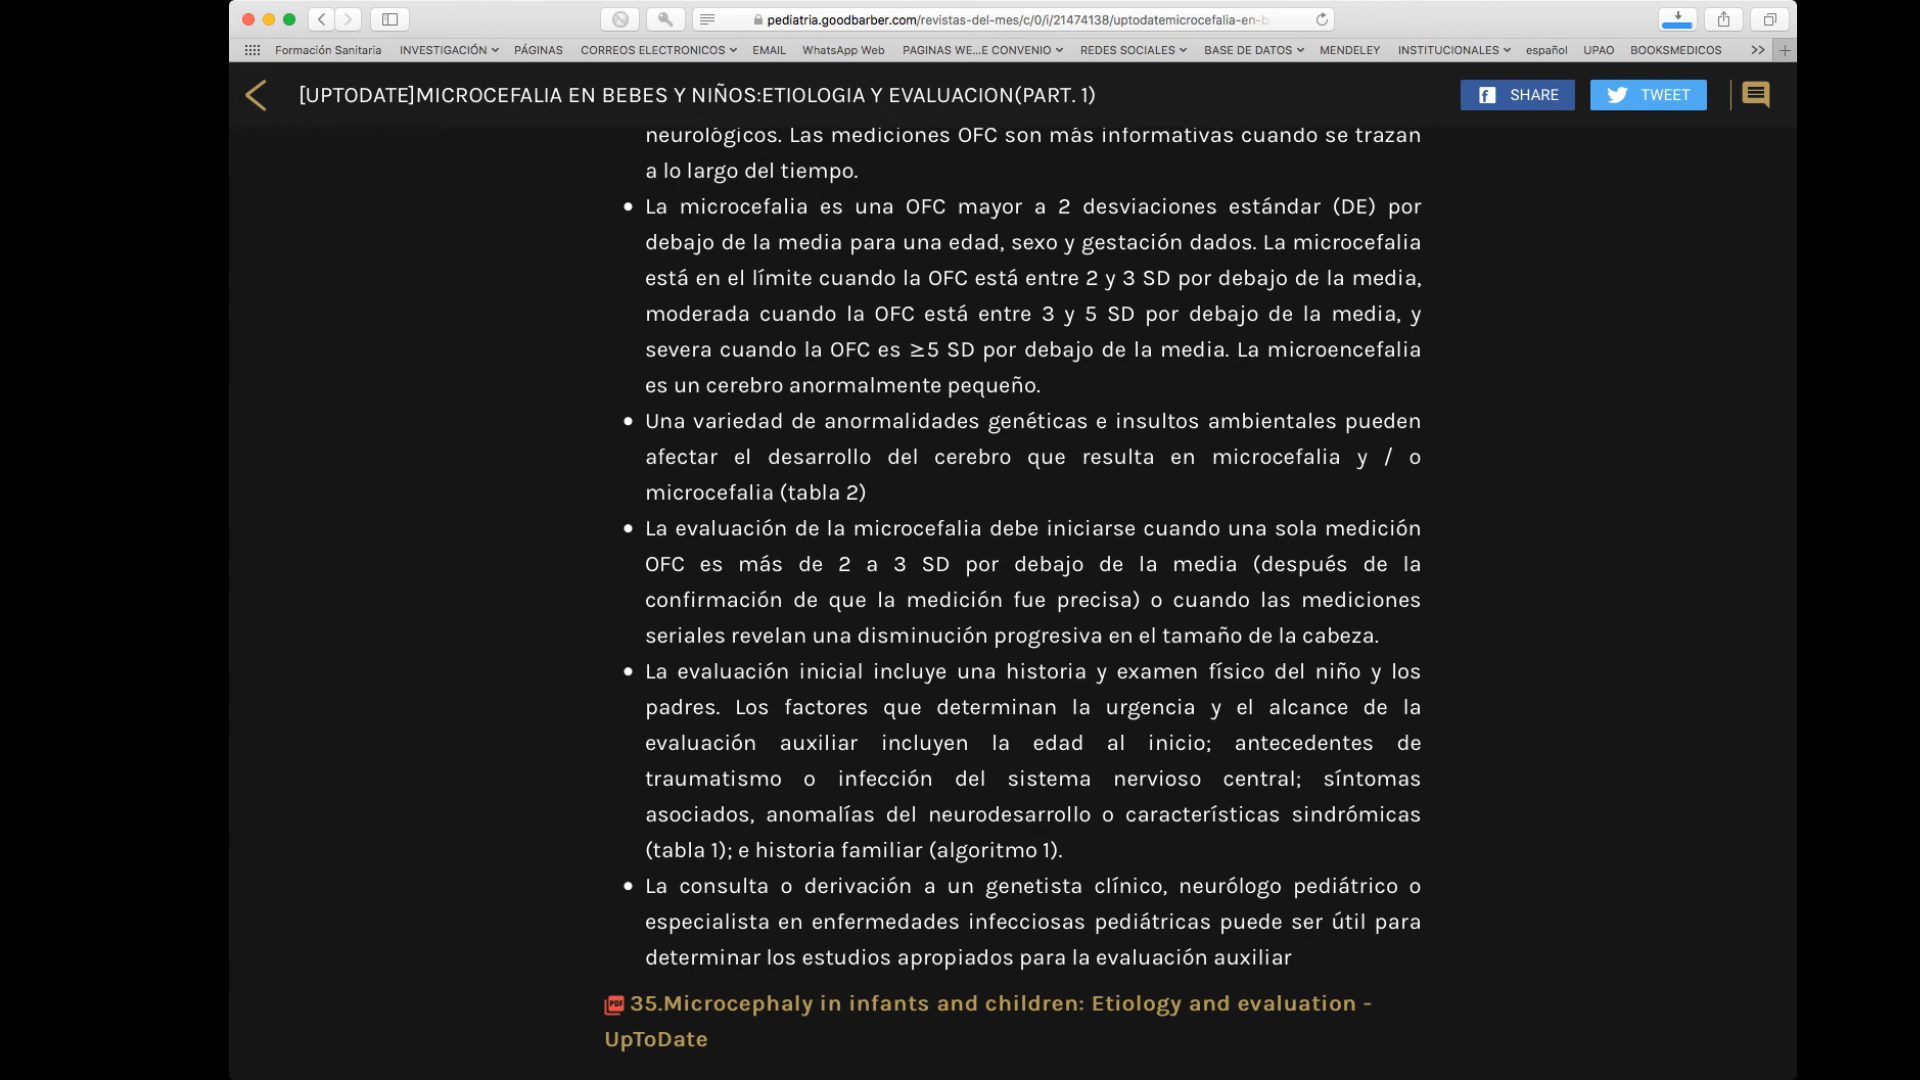 pediatria.goodbarber.com/revistas-del-mes/c/0/i/21474138/uptodatemicrocefalia-en-b
Formación Sanitaria INVESTIGACIÓN PÁGINAS CORREOS ELECTRONICOS EMAIL WhatsApp Web PAGINAS WE...E CONVENIO REDES SOCIALES BASE DE DATOS MENDELEY INSTITUCIONALES español UPAO BOOKSMEDICOS >> +
[UPTODATE]MICROCEFALIA EN BEBES Y NIÑOS:ETIOLOGIA Y EVALUACION(PART. 1) SHARE TWEET
neurológicos. Las mediciones OFC son más informativas cuando se trazan
a lo largo del tiempo.
• La microcefalia es una OFC mayor a 2 desviaciones estándar (DE) por
debajo de la media para una edad, sexo y gestación dados. La microcefalia
está en el límite cuando la OFC está entre 2 y 3 SD por debajo de la media,
moderada cuando la OFC está entre 3 y 5 SD por debajo de la media, y
severa cuando la OFC es ≥5 SD por debajo de la media. La microencefalia
es un cerebro anormalmente pequeño.
• Una variedad de anormalidades genéticas e insultos ambientales pueden
afectar el desarrollo del cerebro que resulta en microcefalia y / o
microcefalia (tabla 2)
• La evaluación de la microcefalia debe iniciarse cuando una sola medición
OFC es más de 2 a 3 SD por debajo de la media (después de la
confirmación de que la medición fue precisa) o cuando las mediciones
seriales revelan una disminución progresiva en el tamaño de la cabeza.
• La evaluación inicial incluye una historia y examen físico del niño y los
padres. Los factores que determinan la urgencia y el alcance de la
evaluación auxiliar incluyen la edad al inicio; antecedentes de
traumatismo o infección del sistema nervioso central; síntomas
asociados, anomalías del neurodesarrollo o características sindrómicas
(tabla 1); e historia familiar (algoritmo 1).
• La consulta o derivación a un genetista clínico, neurólogo pediátrico o
especialista en enfermedades infecciosas pediátricas puede ser útil para
determinar los estudios apropiados para la evaluación auxiliar
PDF 35.Microcephaly in infants and children: Etiology and evaluation -
UpToDate